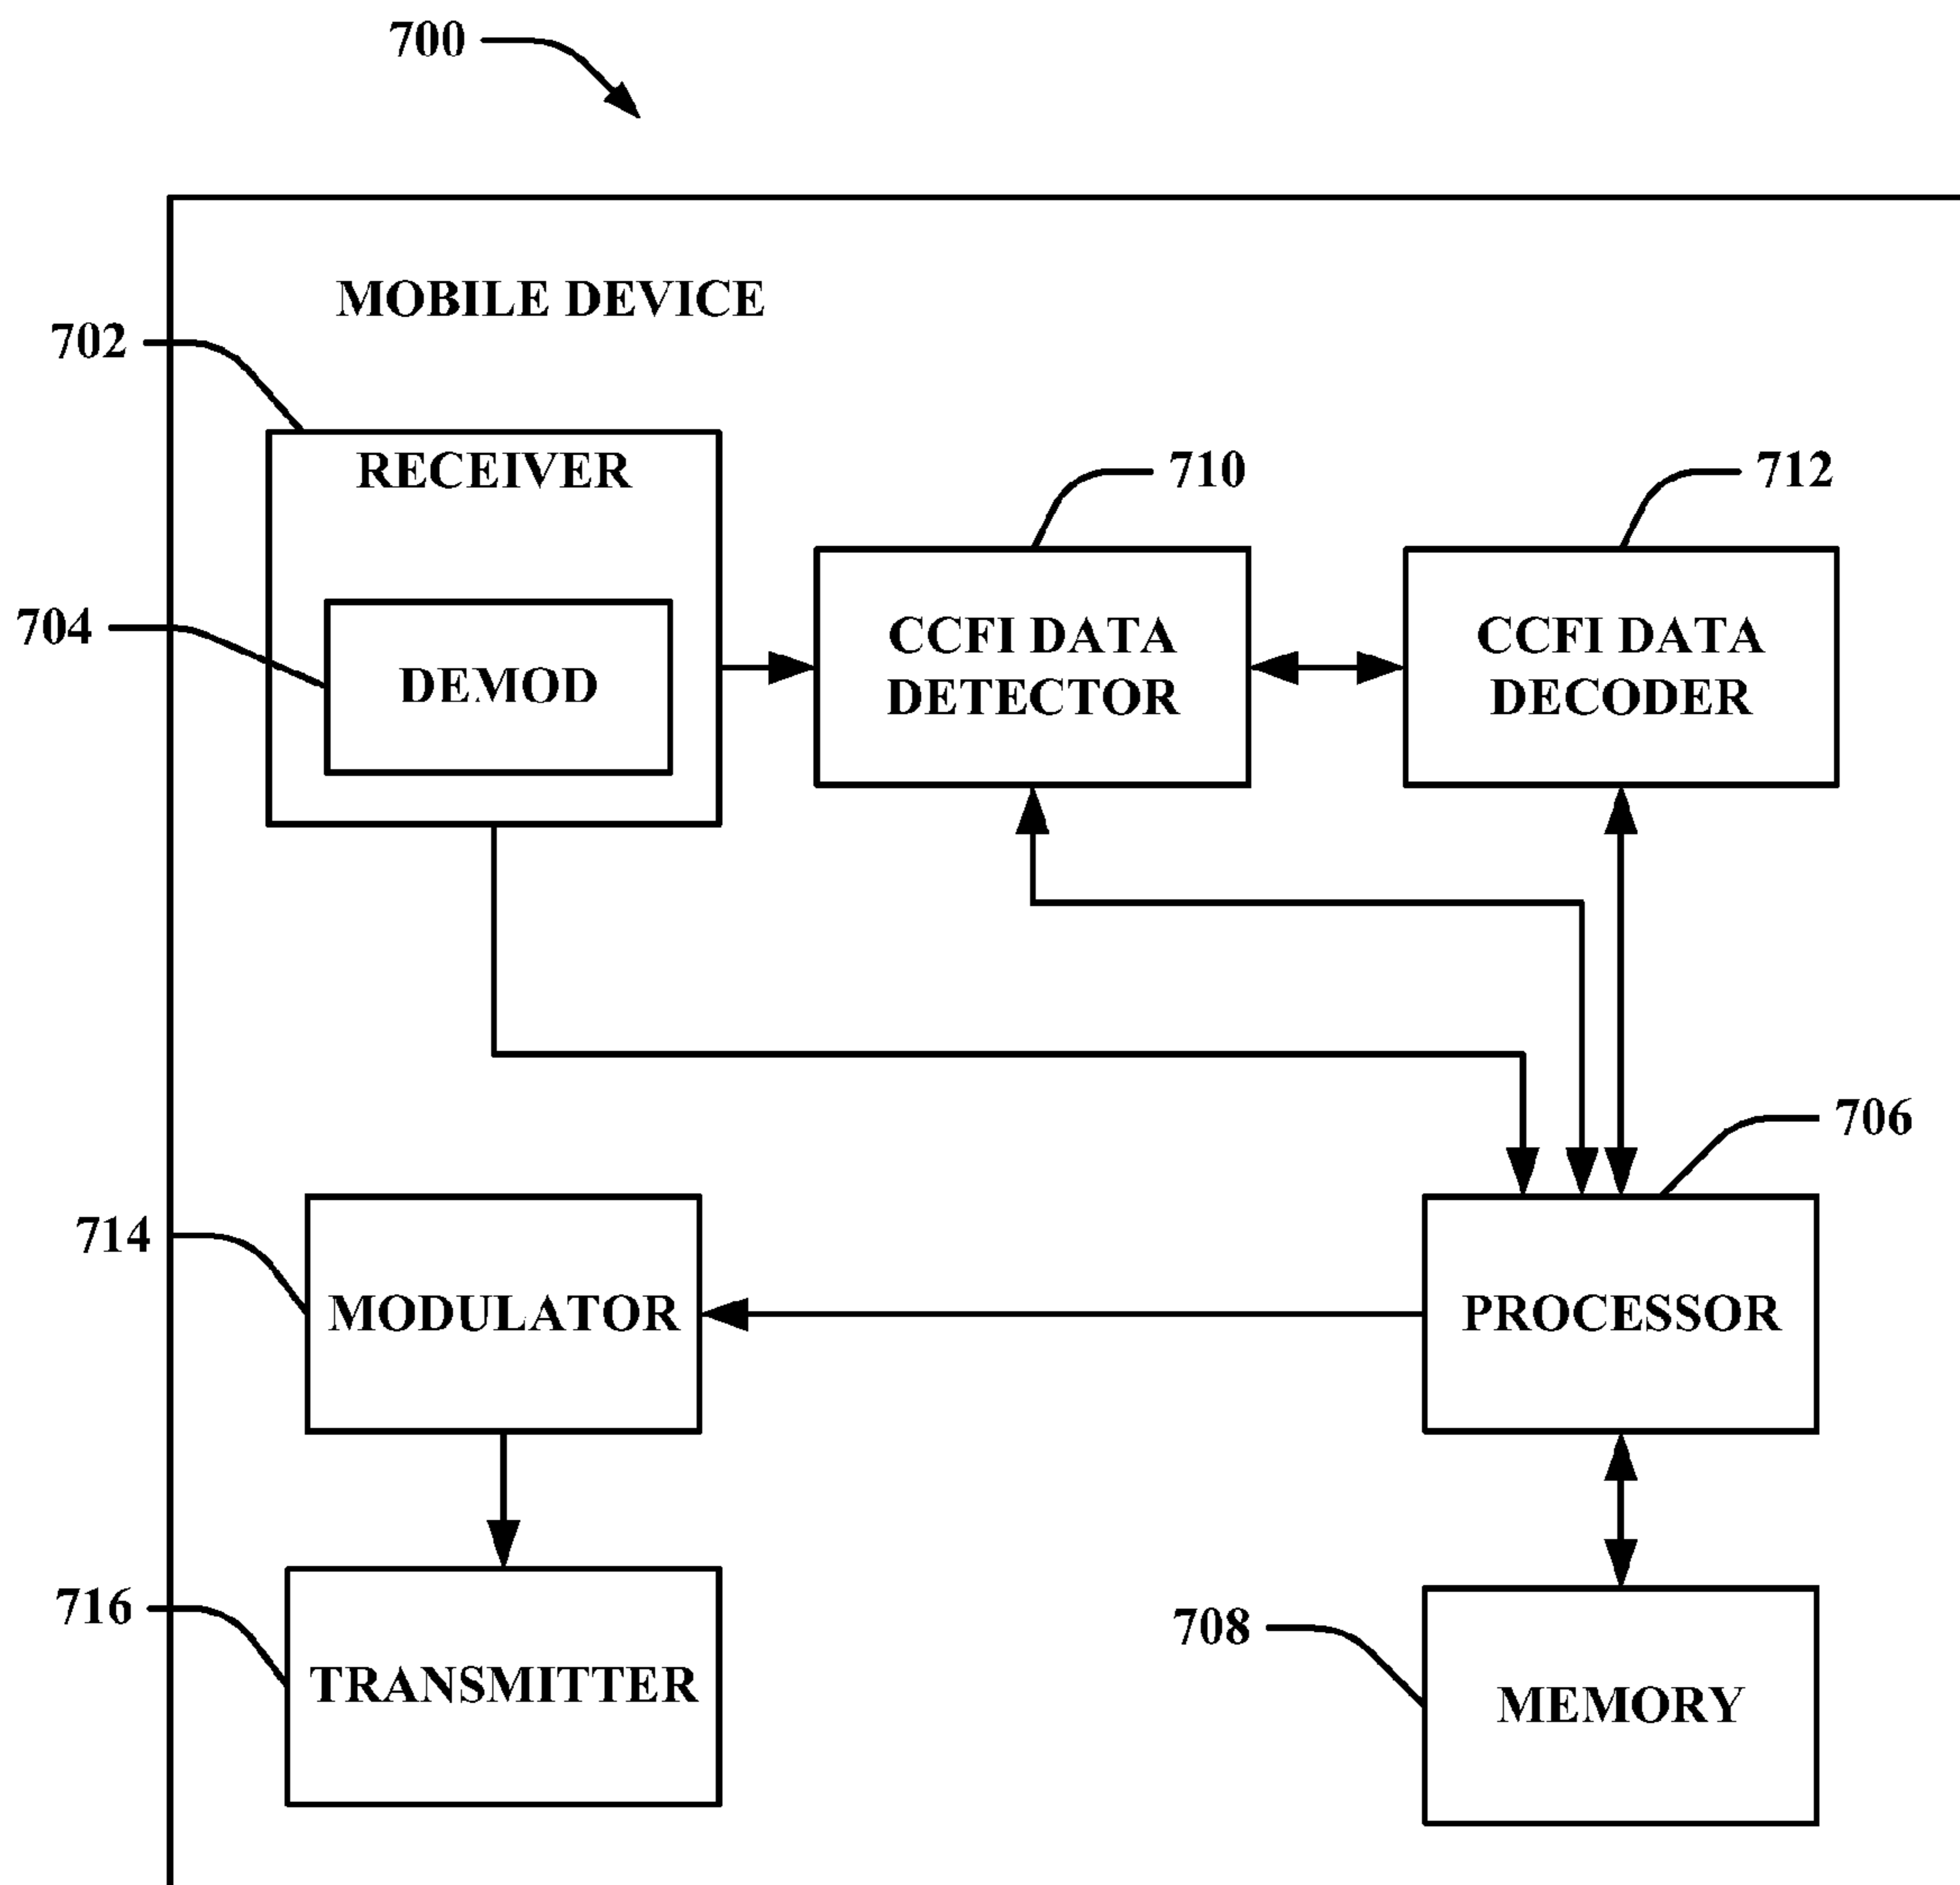 700
MOBILE DEVICE
702
RECEIVER
710
712
704
DEMOD
CCFI DATA
DETECTOR
CCFI DATA
DECODER
706
714
MODULATOR
PROCESSOR
716
TRANSMITTER
708
MEMORY